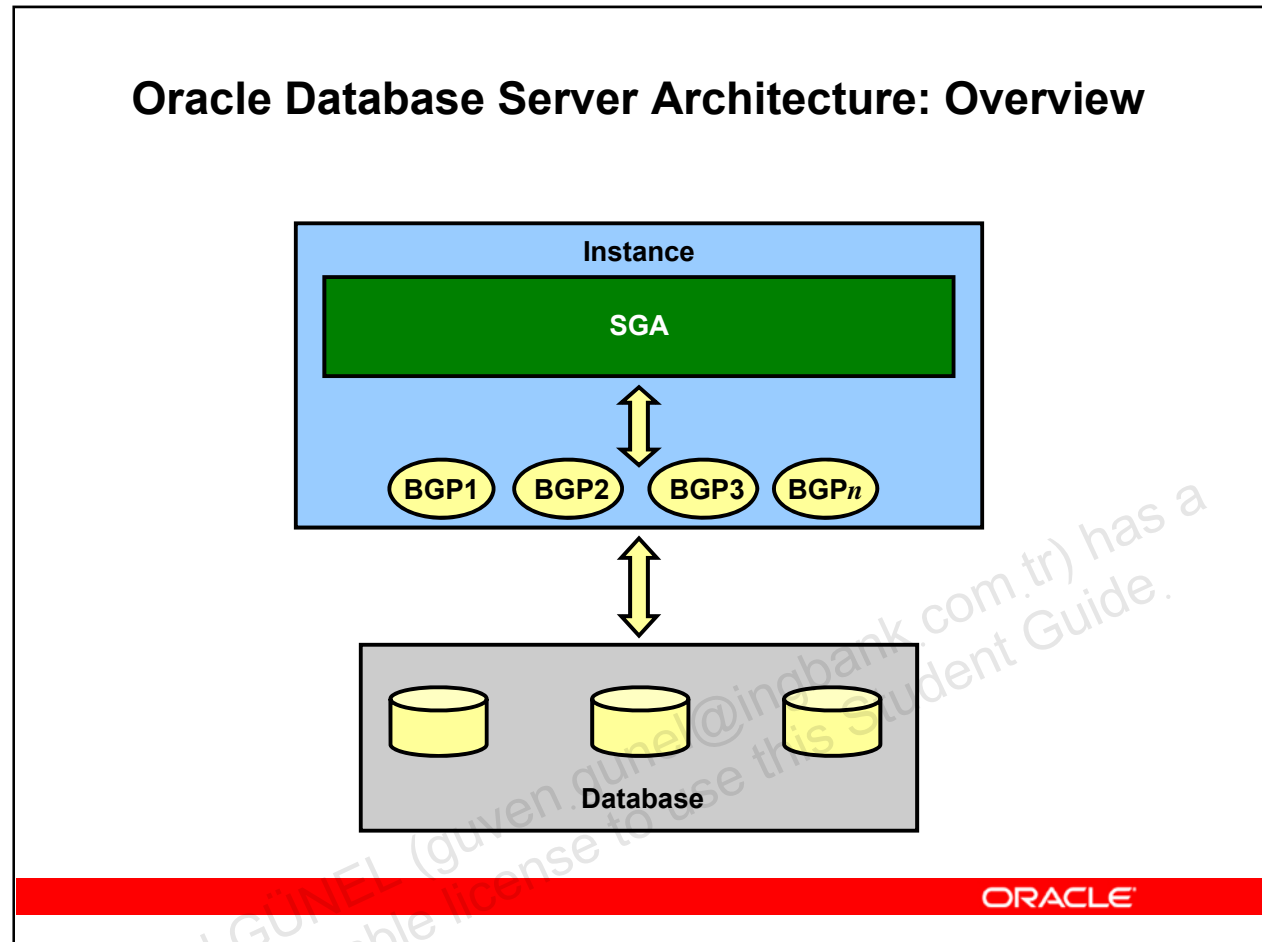 Oracle Database Server Architecture: Overview
Instance
SGA
BGP1 BGP2 BGP3 BGPn
Database
GÜNEL (guven.gunel@ingbank.com.tr) has a
license to use this Student Guide.
ORACLE